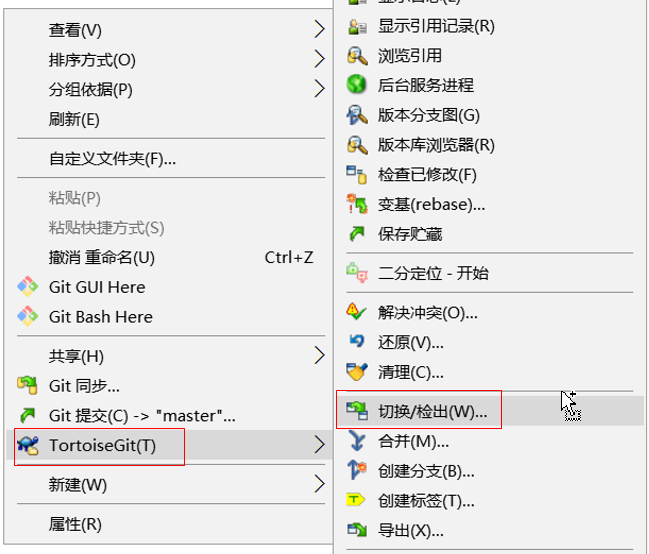 查看(V)
排序方式(O)
分组依据(P)
刷新(E)
自定义文件夹(F)...
粘贴(P)
粘贴快捷方式(S)
撤消 重命名(U) Ctrl+Z
Git GUI Here
Git Bash Here
共享(H)
Git 同步...
Git 提交(C) -> "master"...
TortoiseGit(T)
新建(W)
属性(R)
显示引用记录(R)
浏览引用
后台服务进程
版本分支图(G)
版本库浏览器(R)
检查已修改(F)
变基(rebase)...
保存贮藏
二分定位 - 开始
解决冲突(O)...
还原(V)...
清理(C)...
切换/检出(W)...
合并(M)...
创建分支(B)...
创建标签(T)...
导出(X)...